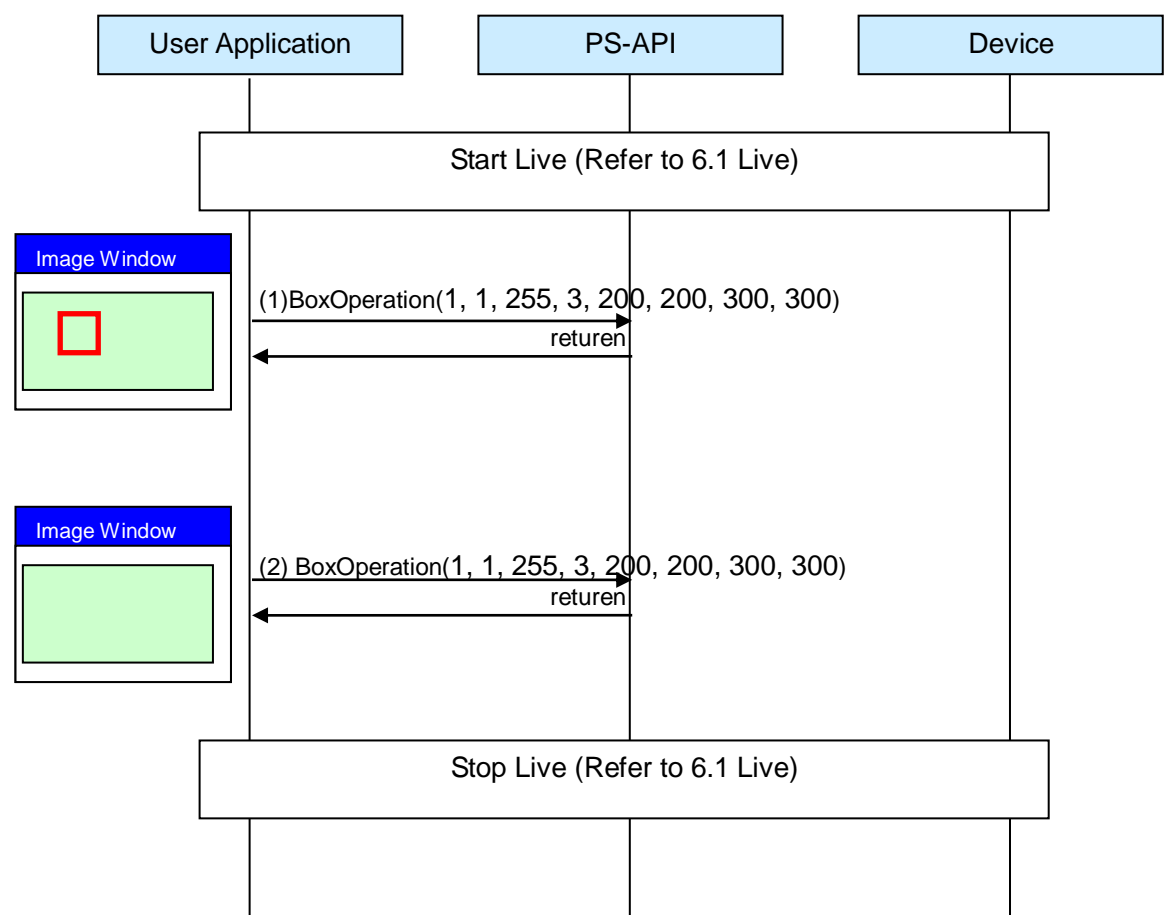 User Application
PS-API
Device
Start Live (Refer to 6.1 Live)
Image Window
(1)BoxOperation(1, 1, 255, 3, 200, 200, 300, 300)
returen
Image Window
(2) BoxOperation(1, 1, 255, 3, 200, 200, 300, 300)
returen
Stop Live (Refer to 6.1 Live)